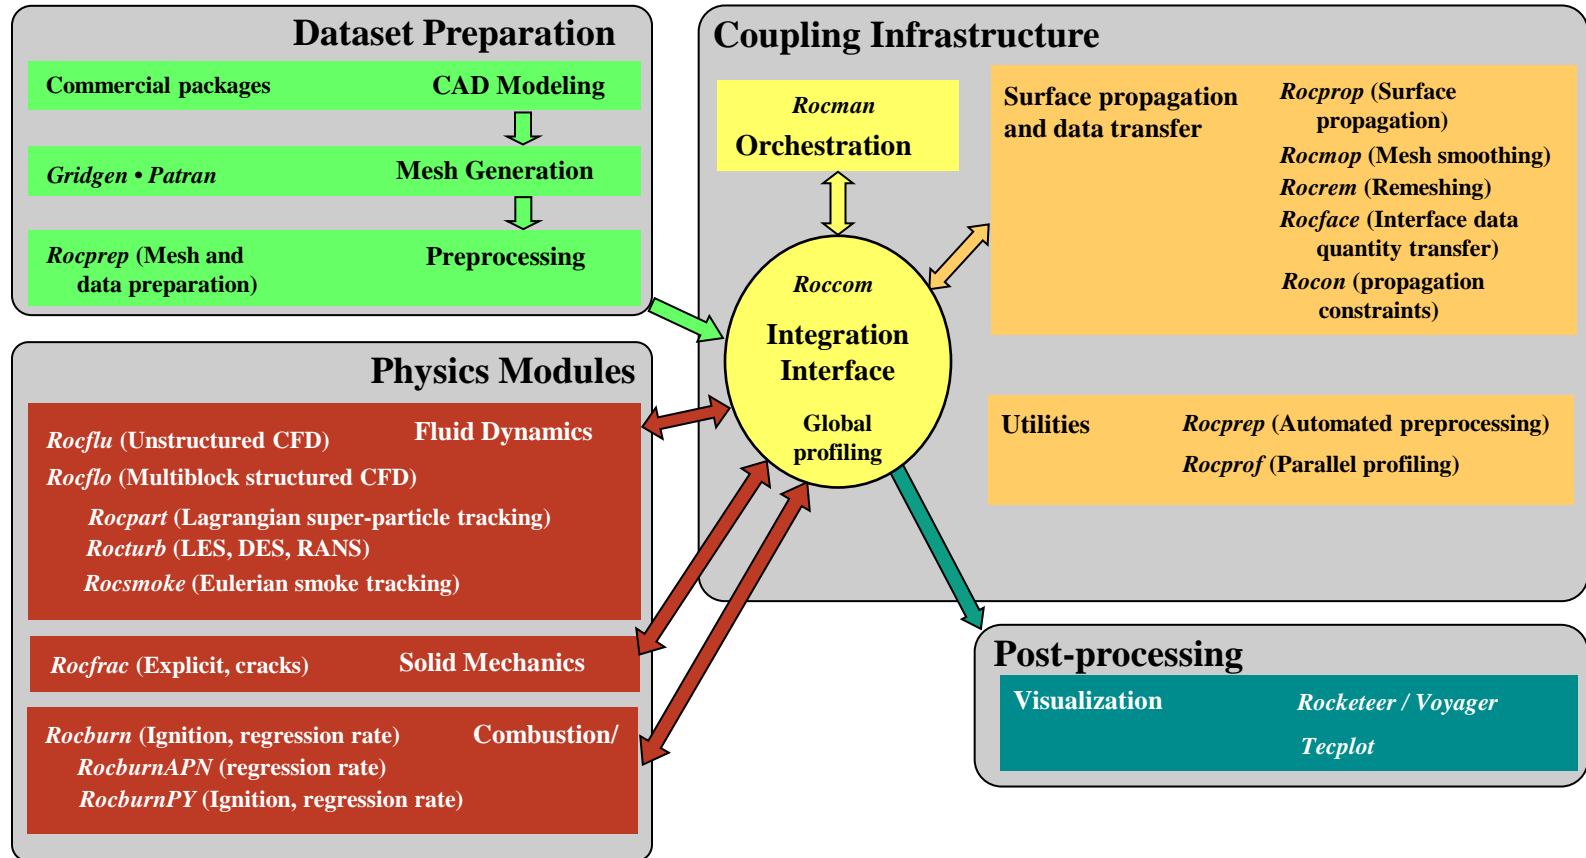 Dataset Preparation
Commercial packages
CAD Modeling
Gridgen • Patran
Mesh Generation
Rocprep (Mesh and
data preparation)
Preprocessing
Physics Modules
Rocflu (Unstructured CFD)
Fluid Dynamics
Rocflo (Multiblock structured CFD)
Rocpart (Lagrangian super-particle tracking)
Rocturb (LES, DES, RANS)
Rocsmoke (Eulerian smoke tracking)
Rocfrac (Explicit, cracks)
Solid Mechanics
Rocburn (Ignition, regression rate)
Combustion/
RocburnAPN (regression rate)
RocburnPY (Ignition, regression rate)
Coupling Infrastructure
Rocman
Orchestration
Roccom
Integration
Interface
Global
profiling
Surface propagation
and data transfer
Rocprop (Surface
propagation)
Rocmop (Mesh smoothing)
Rocrem (Remeshing)
Rocface (Interface data
quantity transfer)
Rocon (propagation
constraints)
Utilities
Rocprep (Automated preprocessing)
Rocprof (Parallel profiling)
Post-processing
Visualization
Rocketeer / Voyager
Tecplot